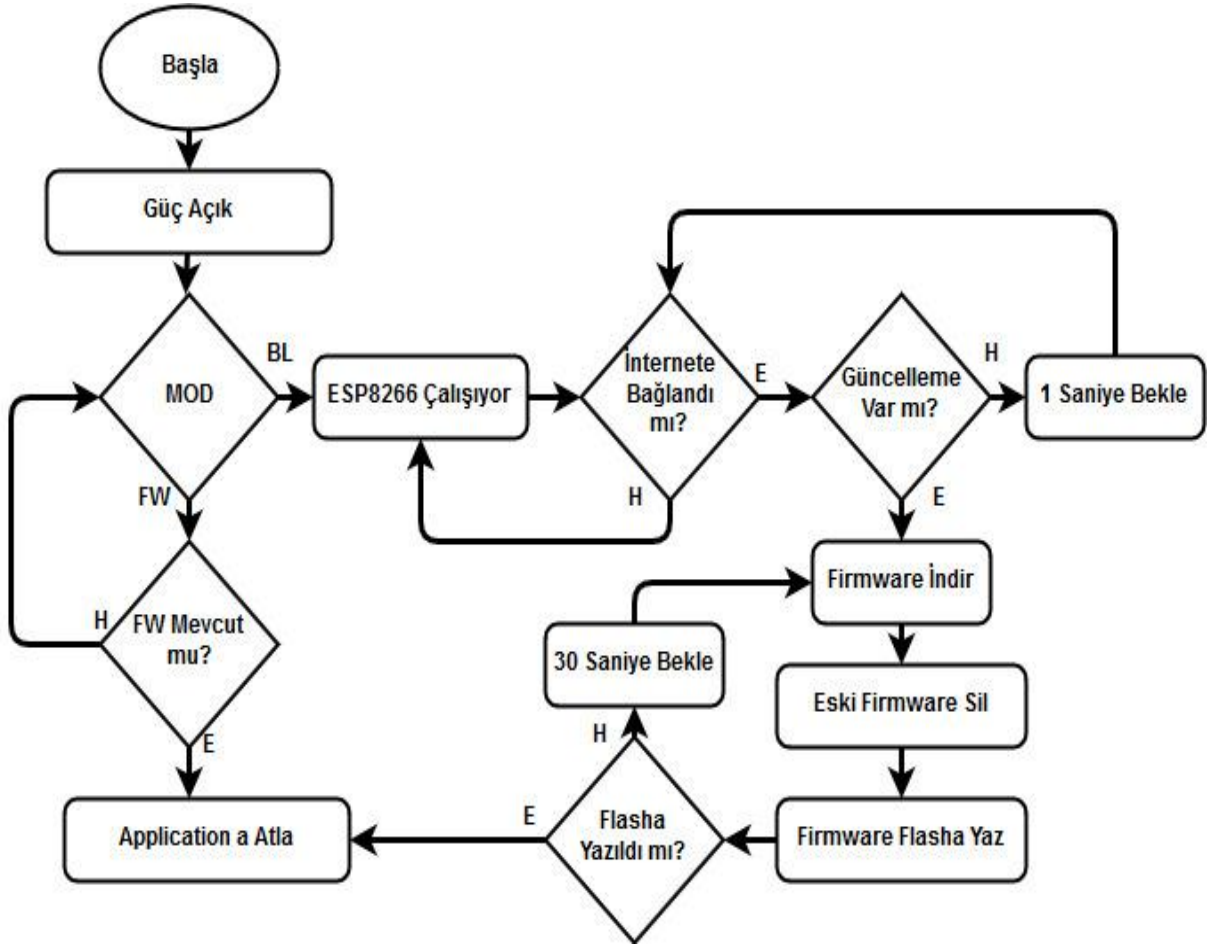 Başla
Güç Açık
MOD
BL
ESP8266 Çalışıyor
İnternete
Bağlandı
mı?
E
Güncelleme
Var mı?
H
1 Saniye Bekle
H
E
FW
FW Mevcut
mu?
H
E
Application a Atla
Firmware İndir
30 Saniye Bekle
Eski Firmware Sil
Firmware Flasha Yaz
H
Flasha
Yazıldı mı?
E